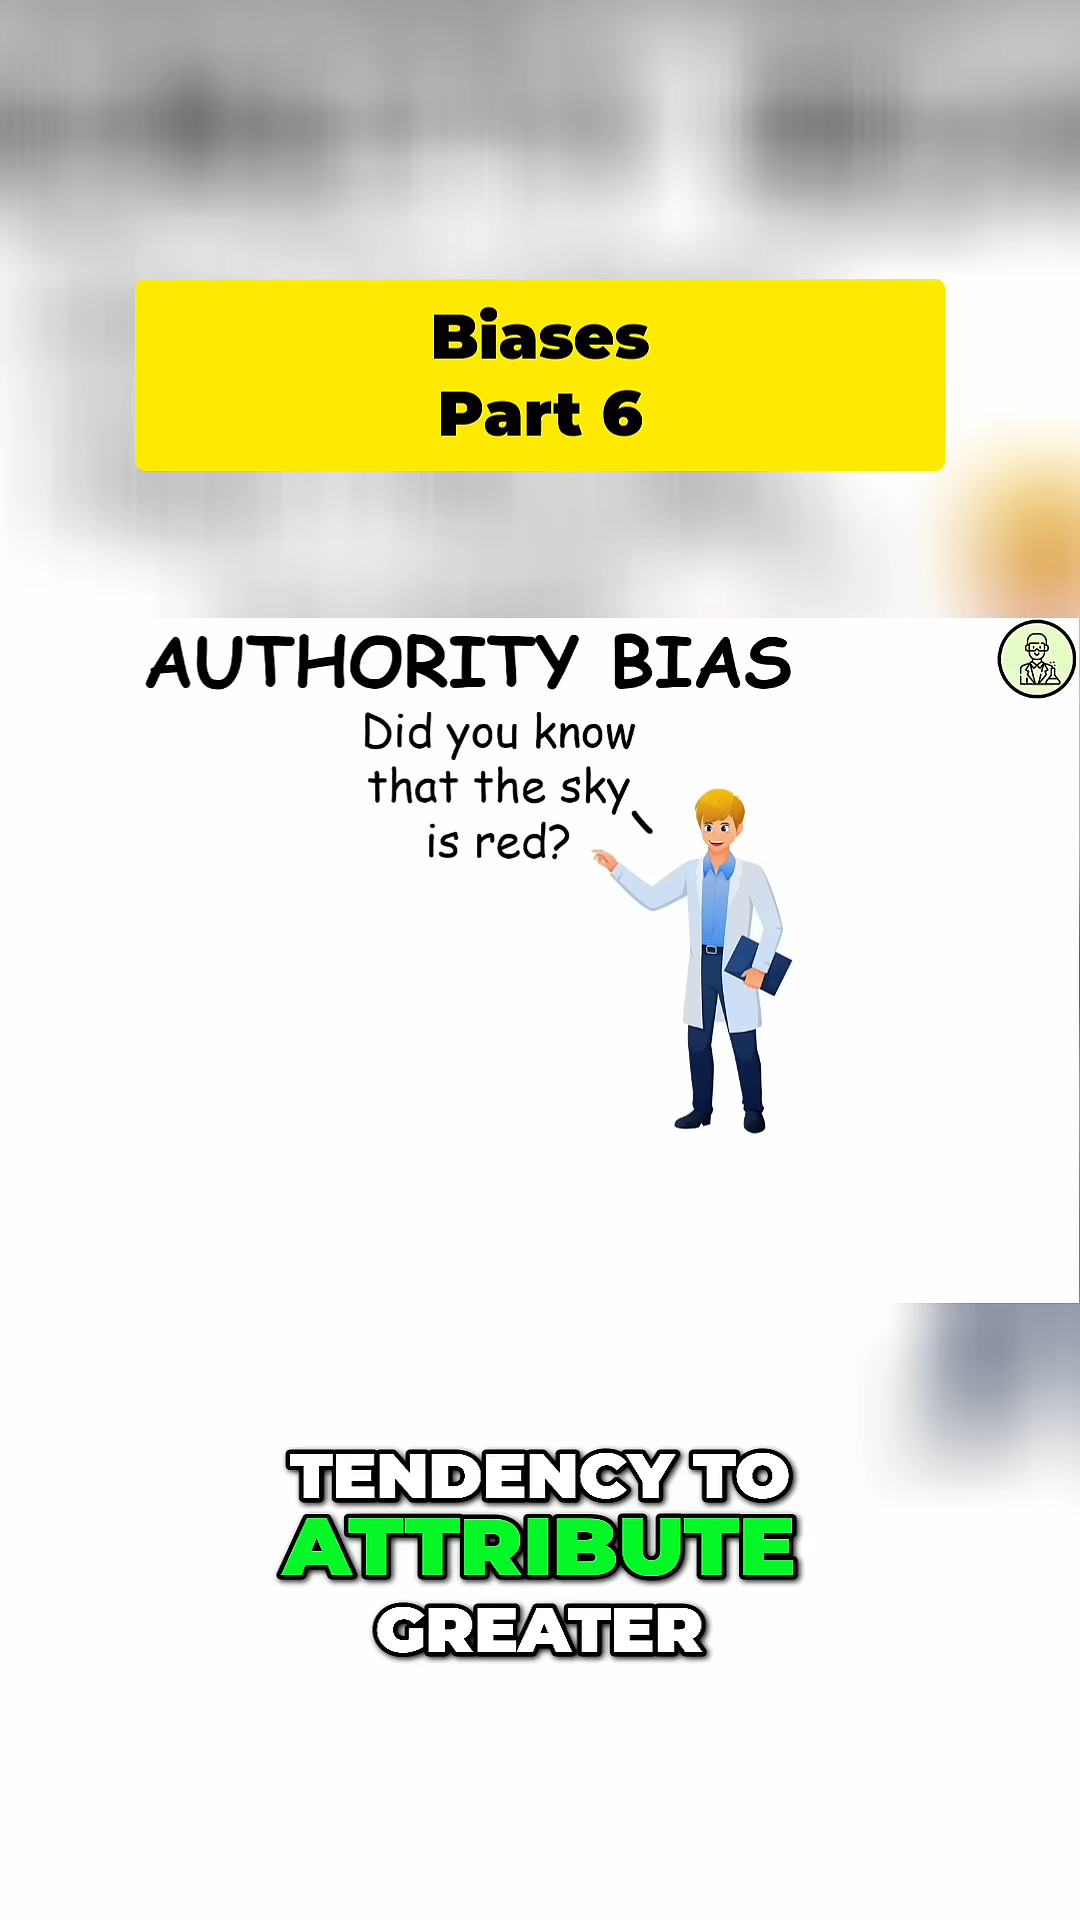 Biases
Part 6
AUTHORITY BIAS
Did you know
that the sky
is red?
TENDENCY TO
ATTRIBUTE
GREATER